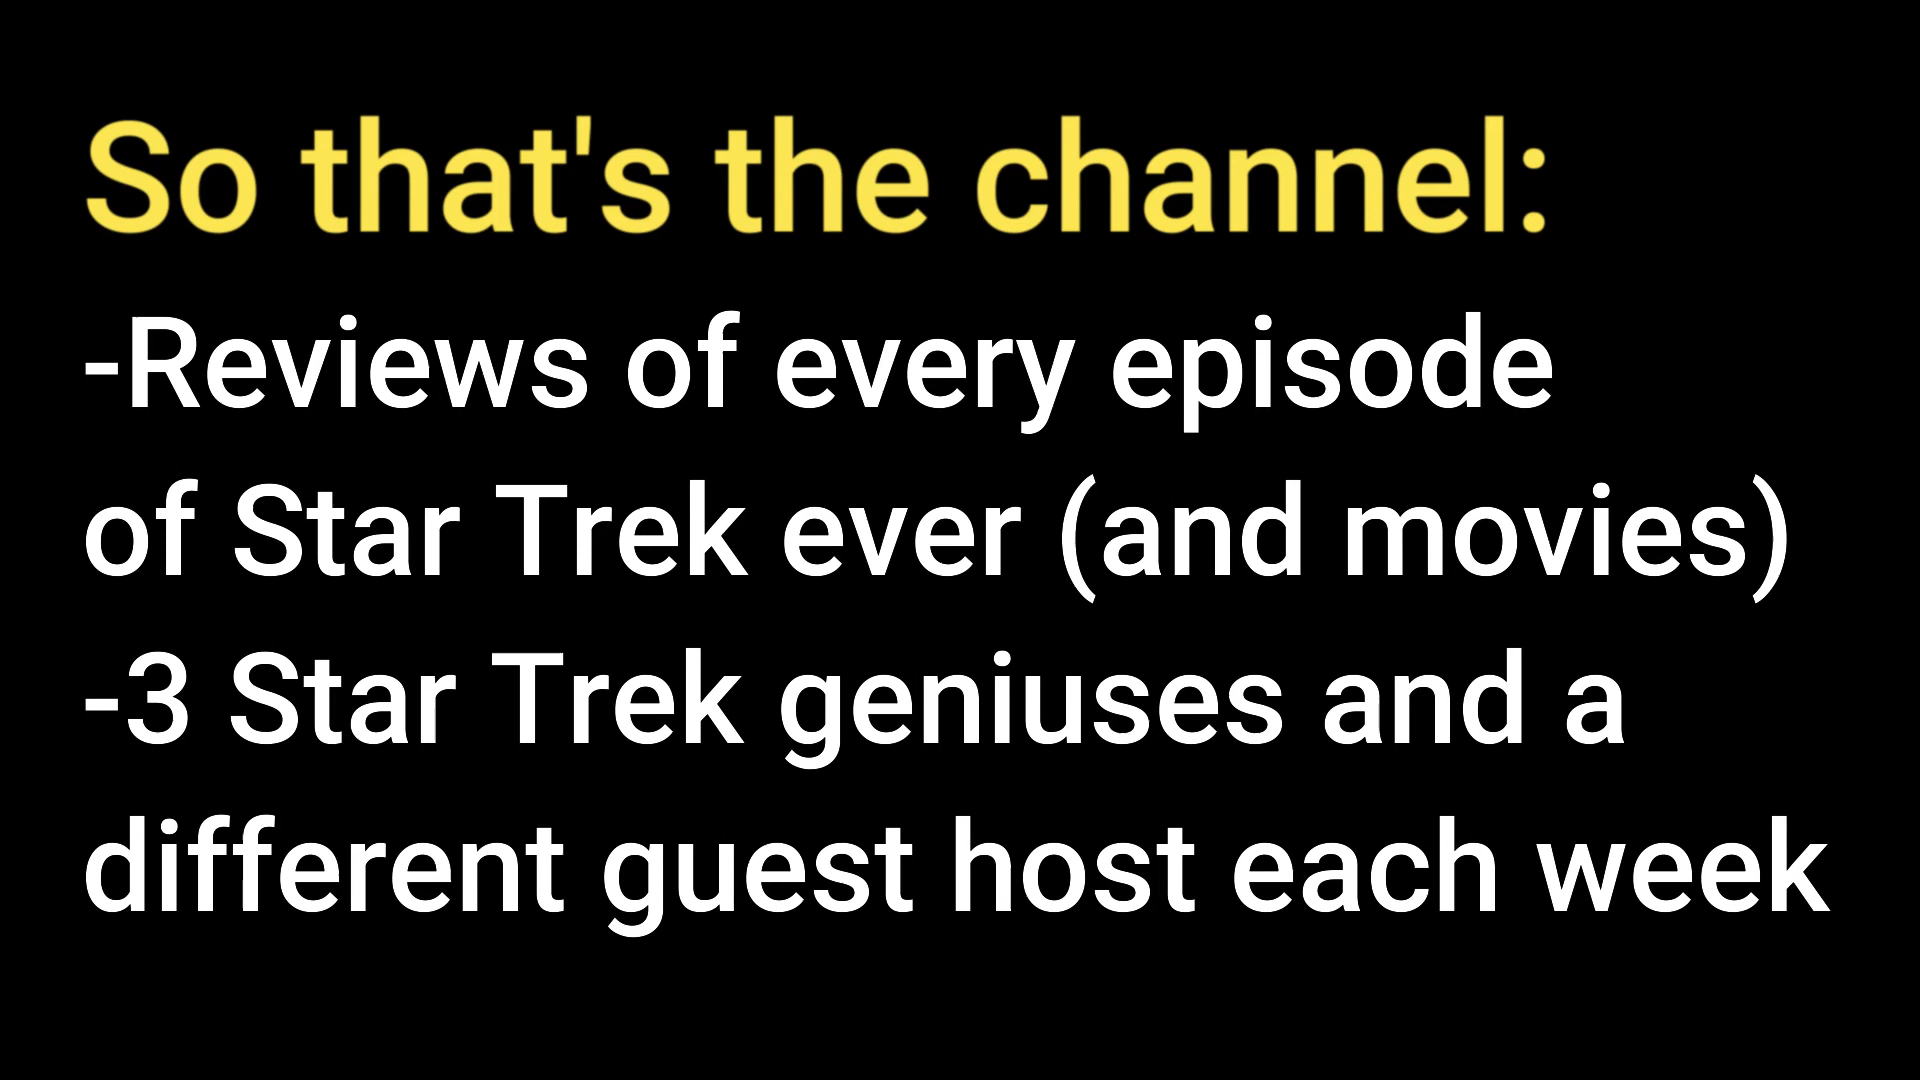 So that's the channel:
-Reviews of every episode
of Star Trek ever (and movies)
-3 Star Trek geniuses and a
different guest host each week